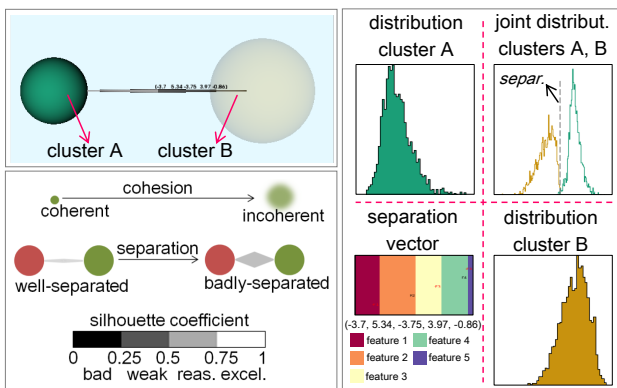 (-3.7 5.34 -3.75 3.97 -0.86)
cluster A
cluster B
cohesion
coherent
incoherent
separation
well-separated
badly-separated
silhouette coefficient
0 0.25 0.5 0.75 1
bad weak reas. excel.
distribution
cluster A
joint distribut.
clusters A, B
separ.
separation
vector
(-3.7, 5.34, -3.75, 3.97, -0.86)
feature 1
feature 4
feature 2
feature 5
feature 3
distribution
cluster B